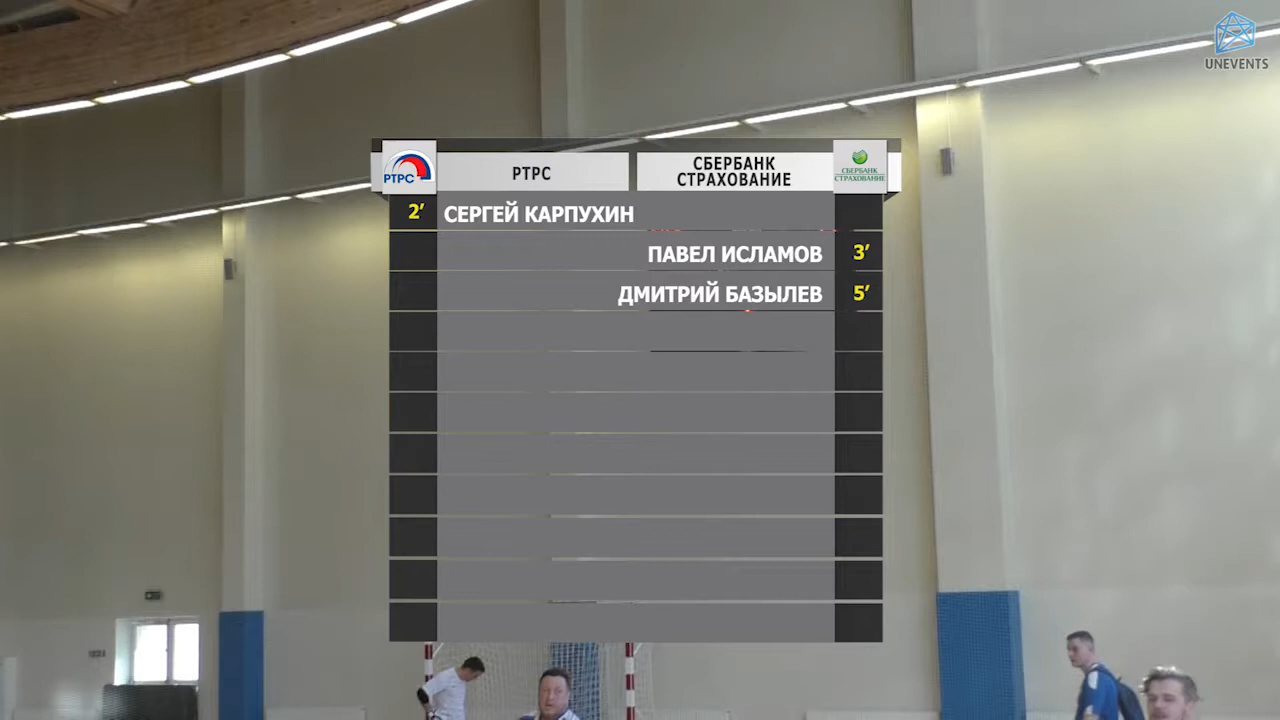 UNEVENTS
РТРС
РТРС
СБЕРБАНК
СТРАХОВАНИЕ
СБЕРБАНК
СТРАХОВАНИЕ
2′ СЕРГЕЙ КАРПУХИН
ПАВЕЛ ИСЛАМОВ 3′
ДМИТРИЙ БАЗЫЛЕВ 5′